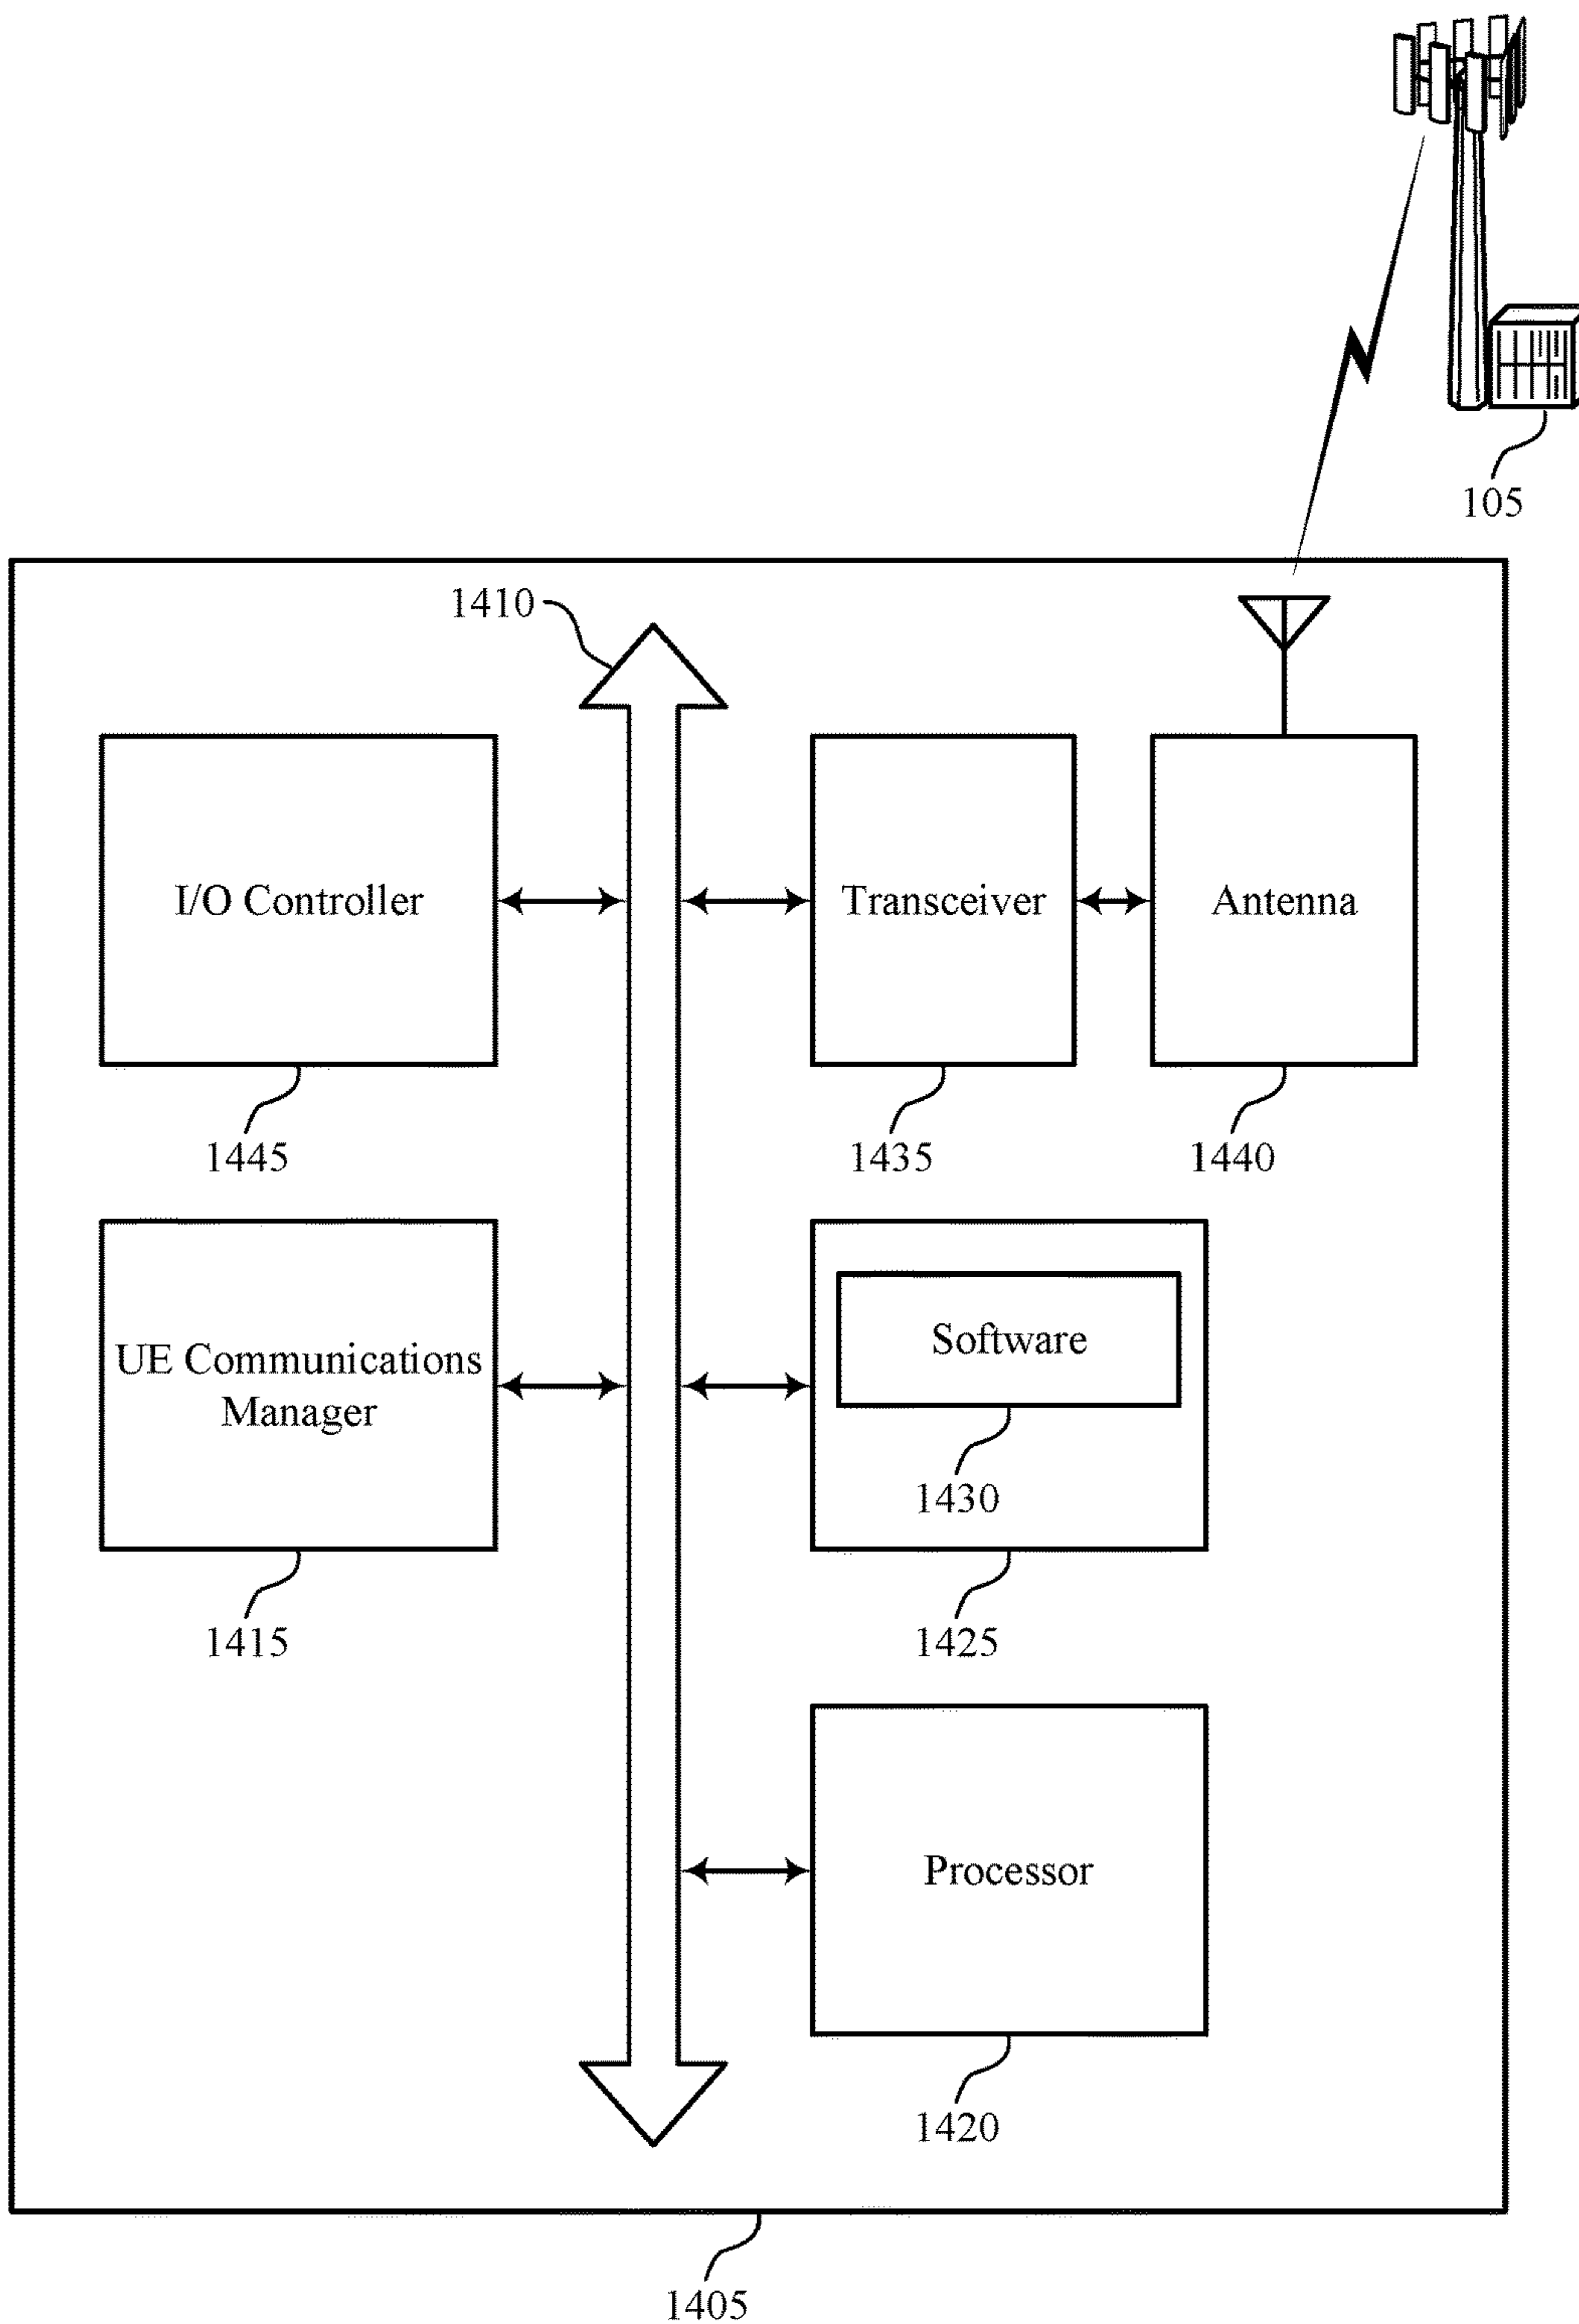 105
1410
I/O Controller
Transceiver
Antenna
1445
1435
1440
UE Communications
Manager
Software
1430
1415
1425
Processor
1420
1405